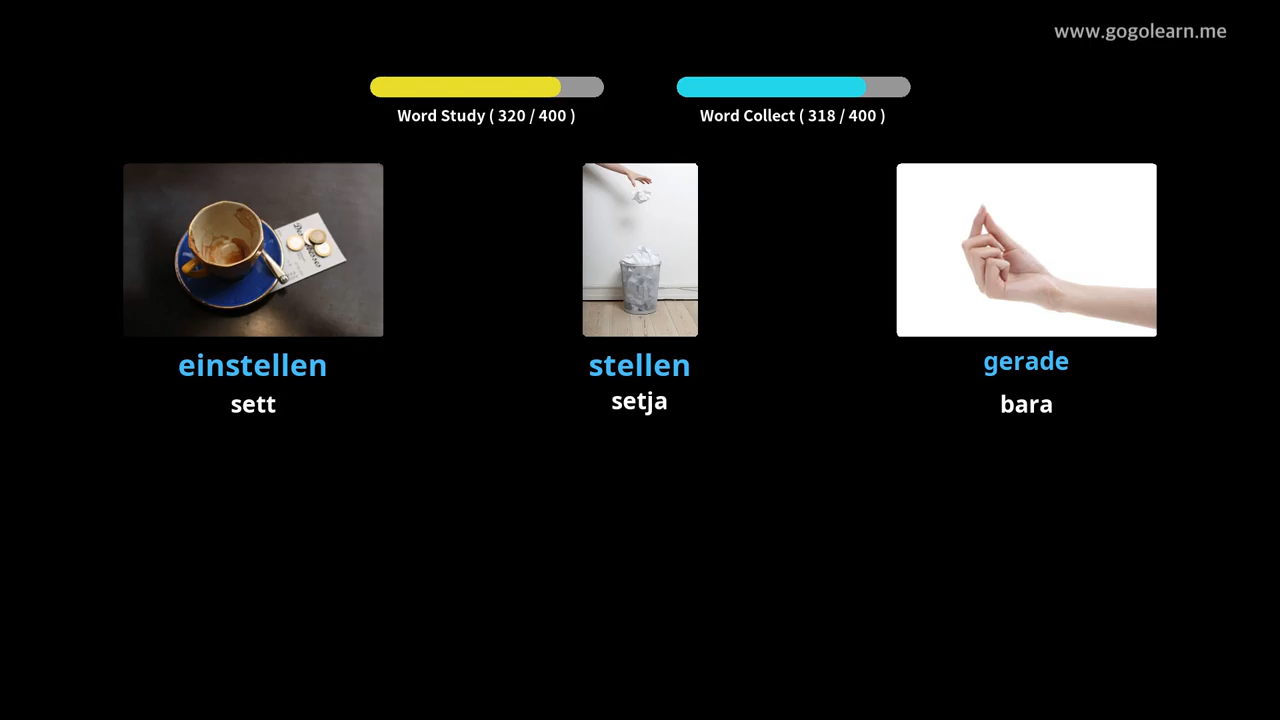 www.gogolearn.me
Word Study ( 320 / 400 )
Word Collect ( 318 / 400 )
einstellen
sett
stellen
setja
gerade
bara